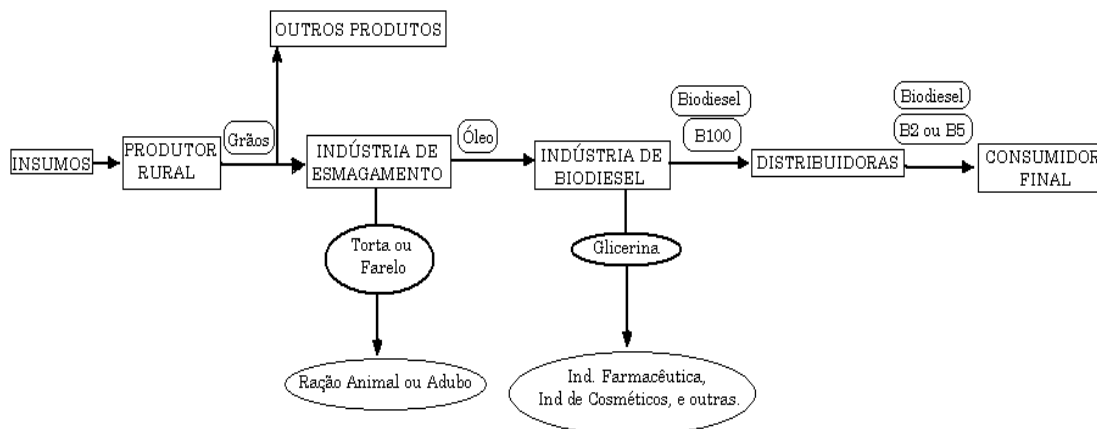 OUTROS PRODUTOS
INSUMOS
PRODUTOR
RURAL
Grãos
INDÚSTRIA DE
ESMAGAMENTO
Óleo
INDÚSTRIA DE
BIODIESEL
Biodiesel
B100
DISTRIBUIDORAS
Biodiesel
B2 ou B5
CONSUMIDOR
FINAL
Torta ou
Farelo
Glicerina
Ração Animal ou Adubo
Ind. Farmacêutica,
Ind de Cosméticos, e outras.